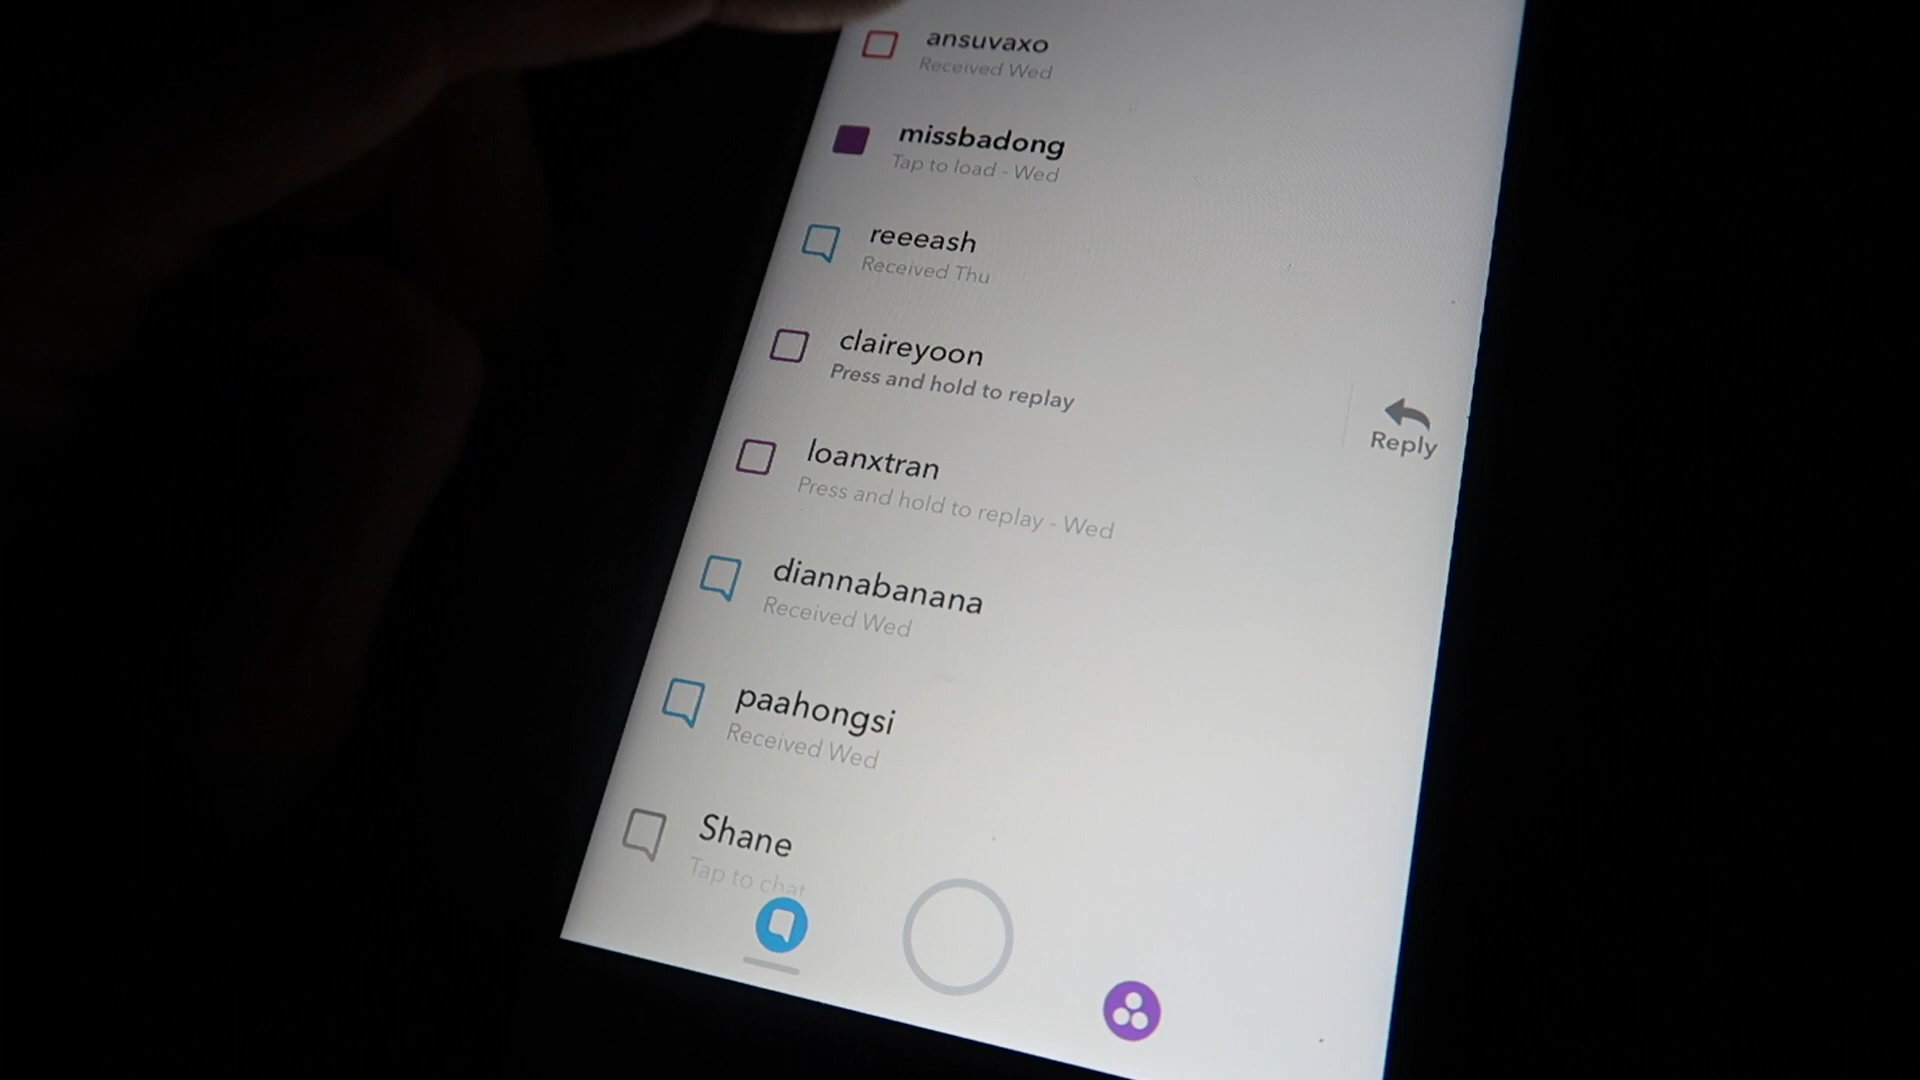 ansuvaxo
Received Wed
missbadong
Tap to load - Wed
reeeash
Received Thu
claireyoon
Press and hold to replay
Reply
loanxtran
Press and hold to replay - Wed
diannabanana
Received Wed
paahongsi
Received Wed
Shane
Tap to chat